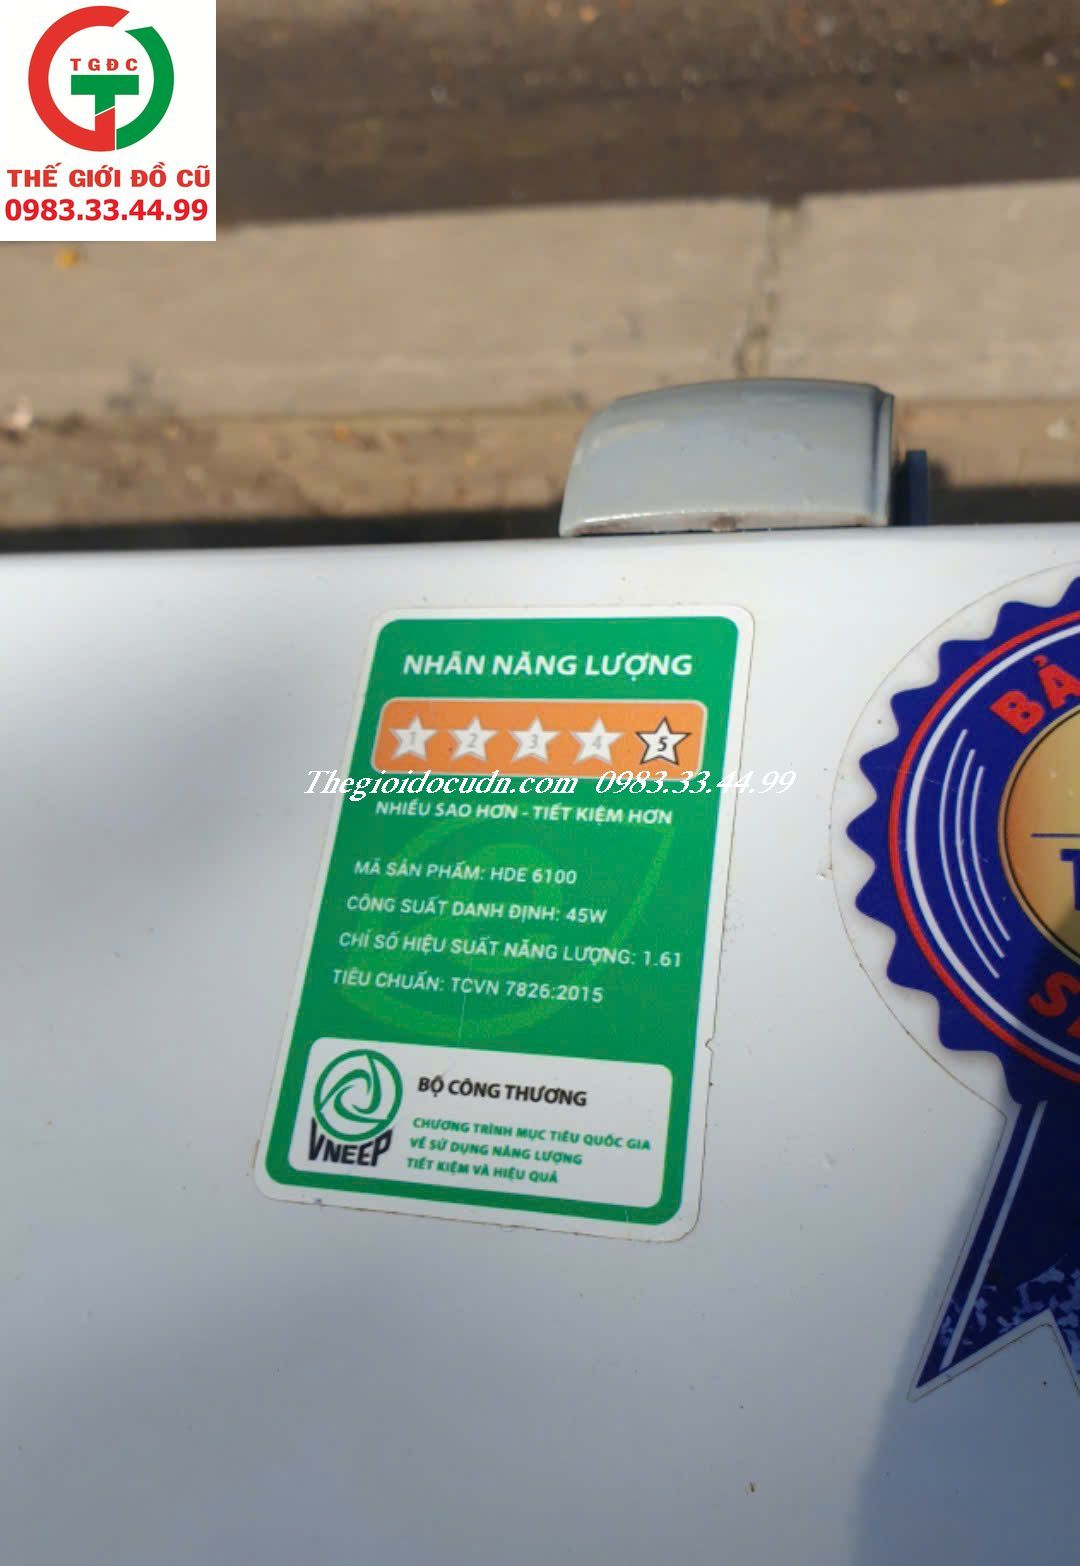 TGĐC
THẾ GIỚI ĐỒ CŨ
0983.33.44.99
NHÃN NĂNG LƯỢNG
1 2 3 4 5
Thegioidocudn.com 0983.33.44.99
NHIỀU SAO HƠN - TIẾT KIỆM HƠN
MÃ SẢN PHẨM: HDE 6100
CÔNG SUẤT DANH ĐỊNH: 45W
CHỈ SỐ HIỆU SUẤT NĂNG LƯỢNG: 1.61
TIÊU CHUẨN: TCVN 7826:2015
VNEEP
BỘ CÔNG THƯƠNG
CHƯƠNG TRÌNH MỤC TIÊU QUỐC GIA
VỀ SỬ DỤNG NĂNG LƯỢNG
TIẾT KIỆM VÀ HIỆU QUẢ